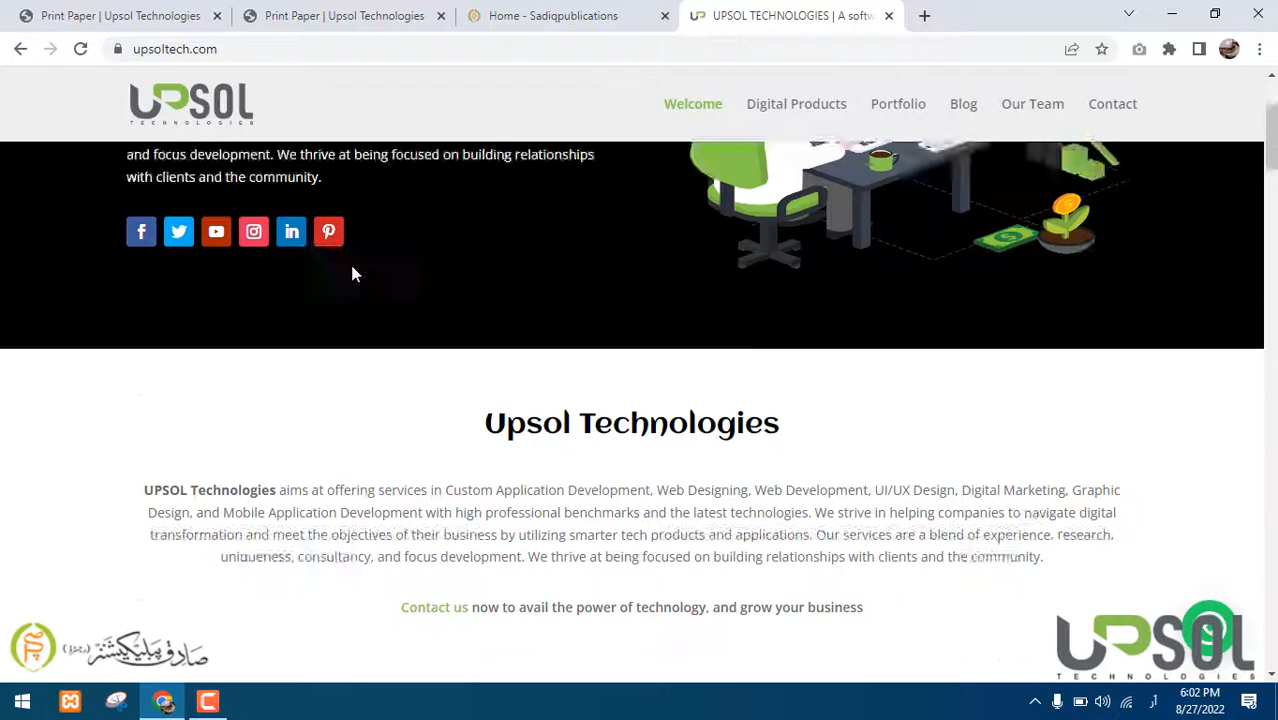 Print Paper | Upsol Technologies
Print Paper | Upsol Technologies
Home - Sadiqpublications
UPSOL TECHNOLOGIES | A softw
upsoltech.com
UPSOL
TECHNOLOGIES
Welcome
Digital Products
Portfolio
Blog
Our Team
Contact
and focus development. We thrive at being focused on building relationships
with clients and the community.
Upsol Technologies
UPSOL Technologies aims at offering services in Custom Application Development, Web Designing, Web Development, UI/UX Design, Digital Marketing, Graphic
Design, and Mobile Application Development with high professional benchmarks and the latest technologies. We strive in helping companies to navigate digital
transformation and meet the objectives of their business by utilizing smarter tech products and applications. Our services are a blend of experience, research,
uniqueness, consultancy, and focus development. We thrive at being focused on building relationships with clients and the community.
Contact us now to avail the power of technology, and grow your business
صادق پبلیکیشنز (رجسٹرڈ)
UPSOL
TECHNOLOGIES
6:02 PM
8/27/2022